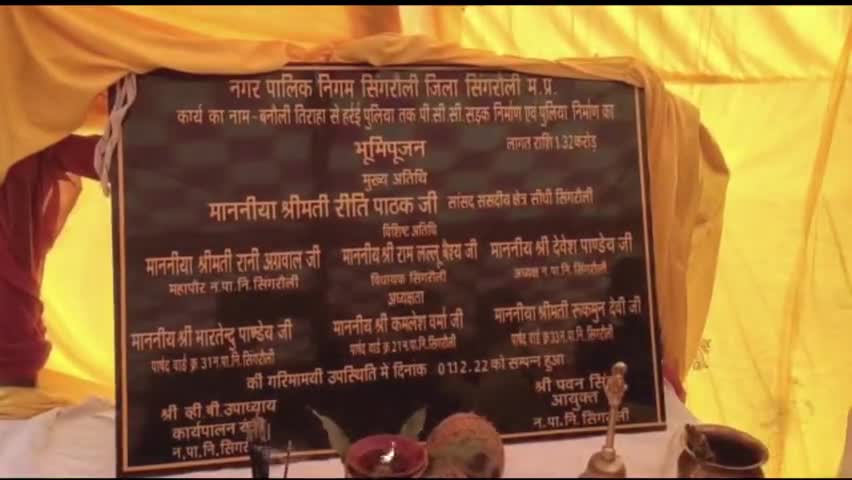 नगर पालिक निगम सिंगरौली जिला सिंगरौली म.प्र.
कार्य का नाम - बनौली तिराहा से हर्रई पुलिया तक पी सी सी सड़क निर्माण एवं पुलिया निर्माण का
भूमिपूजन लागत राशि 1.32 करोड़
मुख्य अतिथि
माननीया श्रीमती रीति पाठक जी सांसद ससदीय क्षेत्र सीधी सिंगरौली
विशिष्ट अतिथि
माननीया श्रीमती रानी अग्रवाल जी माननीय श्री राम लल्लू बैश्य जी माननीय श्री देवेश पाण्डेय जी
महापौर न.पा.नि. सिंगरौली विधायक सिंगरौली अध्यक्ष न.पा.नि. सिंगरौली
अध्यक्षता
माननीय श्री भारतेन्दु पाण्डेय जी माननीय श्री कमलेश वर्मा जी माननीया श्रीमती रुकमुन देवी जी
पार्षद वार्ड क्र. 31 न.पा.नि. सिंगरौली पार्षद वार्ड क्र. 21 न.पा.नि. सिंगरौली पार्षद वार्ड क्र. 33 न.पा.नि. सिंगरौली
की गरिमामयी उपस्थिति मे दिनांक 01.12.22 को सम्पन्न हुआ
श्री व्ही बी. उपाध्याय श्री पवन
कार्यपालन आयुक्त
न.पा.नि. न.पा.नि. सिंगरौली